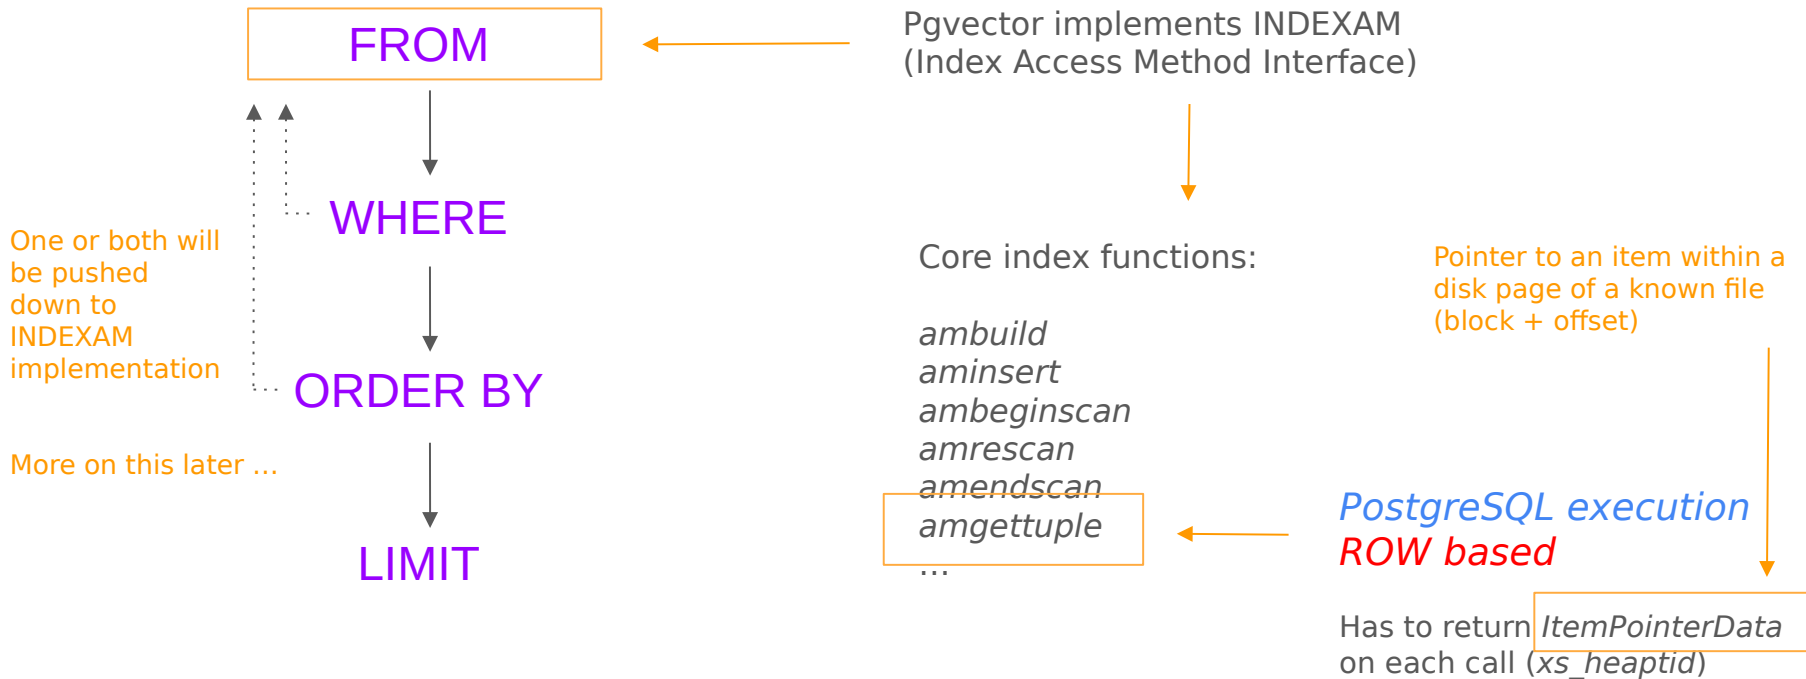 FROM
WHERE
ORDER BY
LIMIT
One or both will
be pushed
down to
INDEXAM
implementation
More on this later ...
Pgvector implements INDEXAM
(Index Access Method Interface)
Core index functions:
ambuild
aminsert
ambeginscan
amrescan
amendscan
amgettuple
...
Pointer to an item within a
disk page of a known file
(block + offset)
PostgreSQL execution
ROW based
Has to return ItemPointerData
on each call (xs_heaptid)